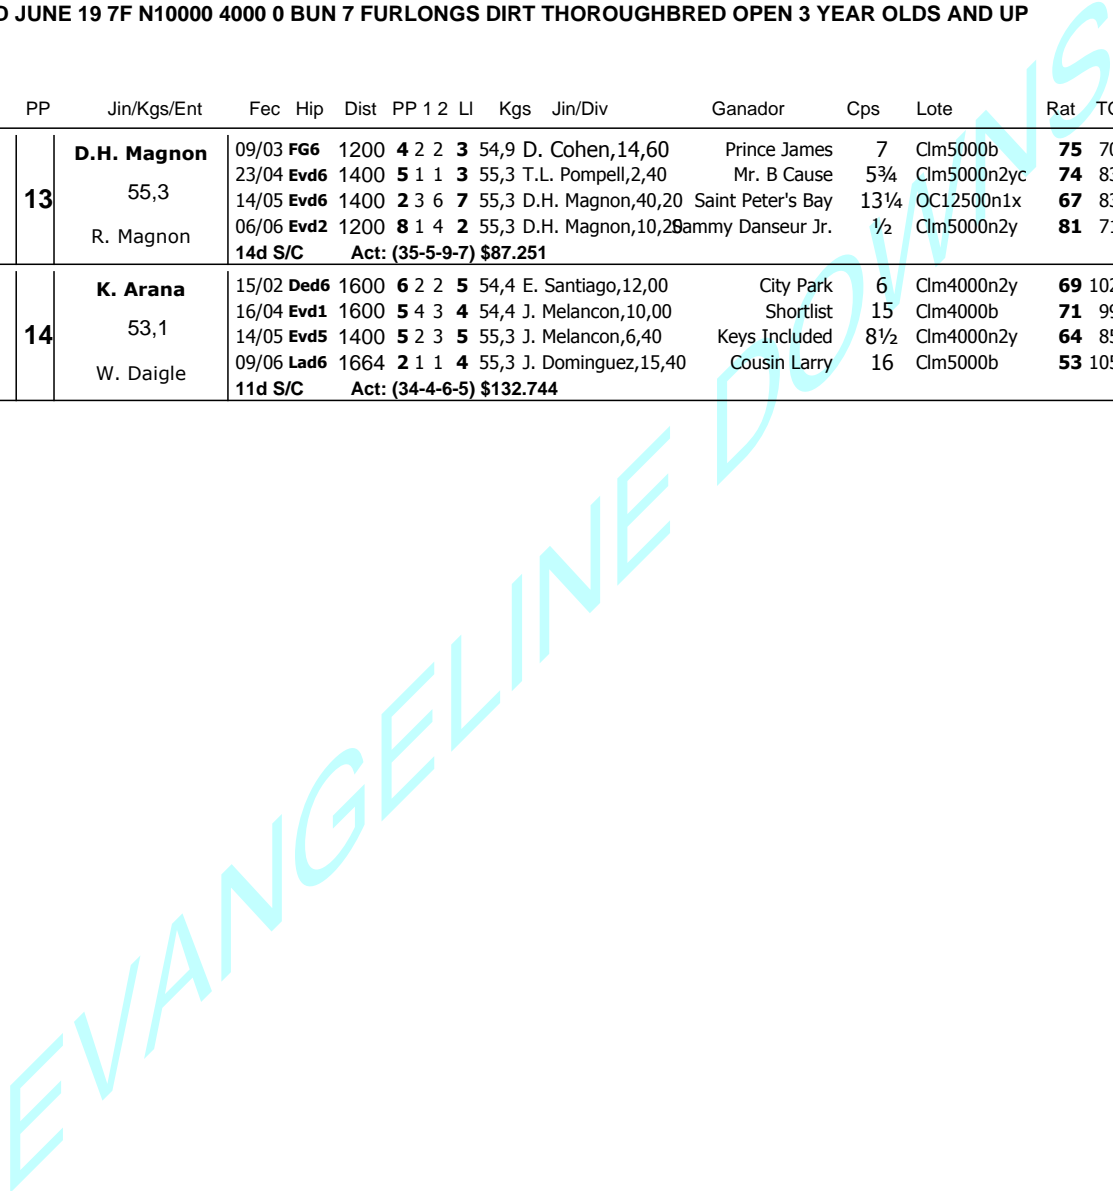 D JUNE 19 7F N10000 4000 0 BUN 7 FURLONGS DIRT THOROUGHBRED OPEN 3 YEAR OLDS AND UP
PP Jin/Kgs/Ent Fec Hip Dist PP 1 2 Ll Kgs Jin/Div Ganador Cps Lote Rat
13
D.H. Magnon
55,3
R. Magnon
09/03 FG6 1200 4 2 2 3 54,9 D. Cohen,14,60 Prince James 7 Clm5000b 75
23/04 Evd6 1400 5 1 1 3 55,3 T.L. Pompell,2,40 Mr. B Cause 5¾ Clm5000n2yc 74
14/05 Evd6 1400 2 3 6 7 55,3 D.H. Magnon,40,20 Saint Peter's Bay 13¼ OC12500n1x 67
06/06 Evd2 1200 8 1 4 2 55,3 D.H. Magnon,10,20 Sammy Danseur Jr. ½ Clm5000n2y 81
14d S/C Act: (35-5-9-7) $87.251
14
K. Arana
53,1
W. Daigle
15/02 Ded6 1600 6 2 2 5 54,4 E. Santiago,12,00 City Park 6 Clm4000n2y 69
16/04 Evd1 1600 5 4 3 4 54,4 J. Melancon,10,00 Shortlist 15 Clm4000b 71
14/05 Evd5 1400 5 2 3 5 55,3 J. Melancon,6,40 Keys Included 8½ Clm4000n2y 64
09/06 Lad6 1664 2 1 1 4 55,3 J. Dominguez,15,40 Cousin Larry 16 Clm5000b 53
11d S/C Act: (34-4-6-5) $132.744
EVANGELINE DOWNS